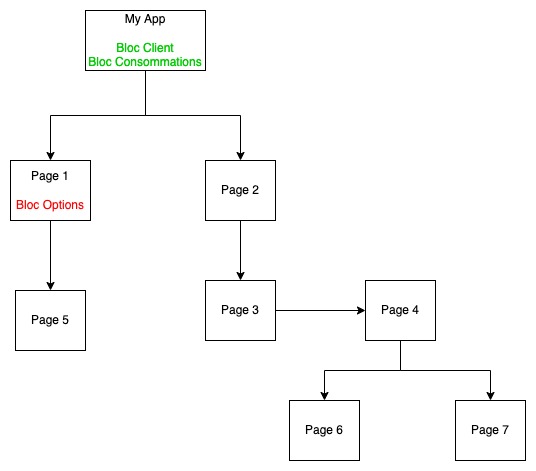 My App
Bloc Client
Bloc Consommations
Page 1
Bloc Options
Page 2
Page 5
Page 3
Page 4
Page 6
Page 7